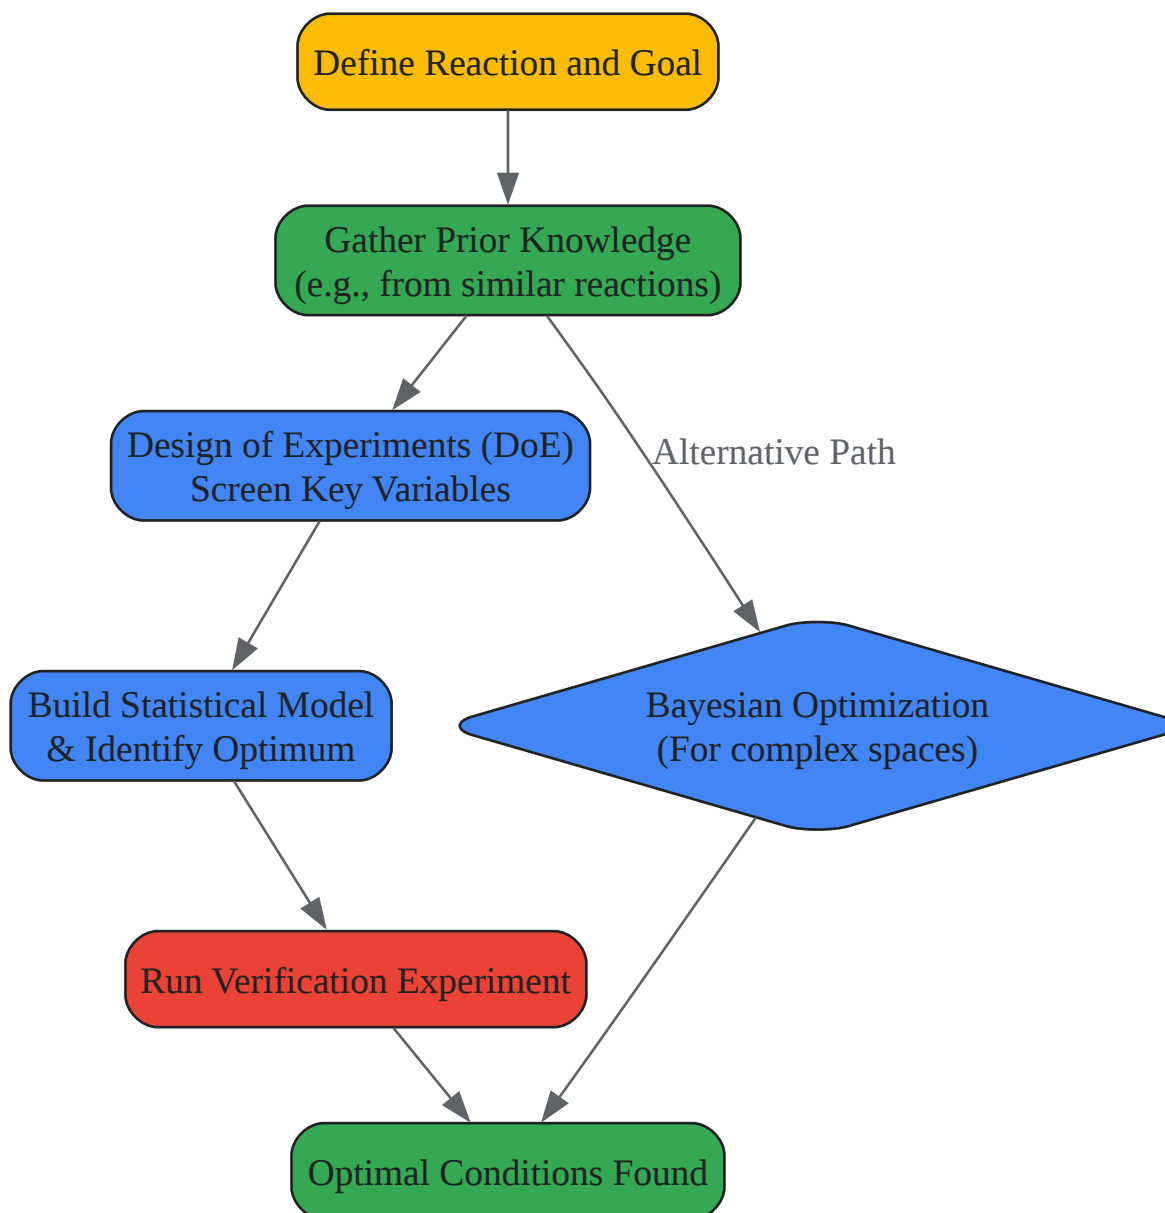 Define Reaction and Goal
Gather Prior Knowledge
(e.g., from similar reactions)
Design of Experiments (DoE)
Screen Key Variables
Alternative Path
Build Statistical Model
& Identify Optimum
Bayesian Optimization
(For complex spaces)
Run Verification Experiment
Optimal Conditions Found